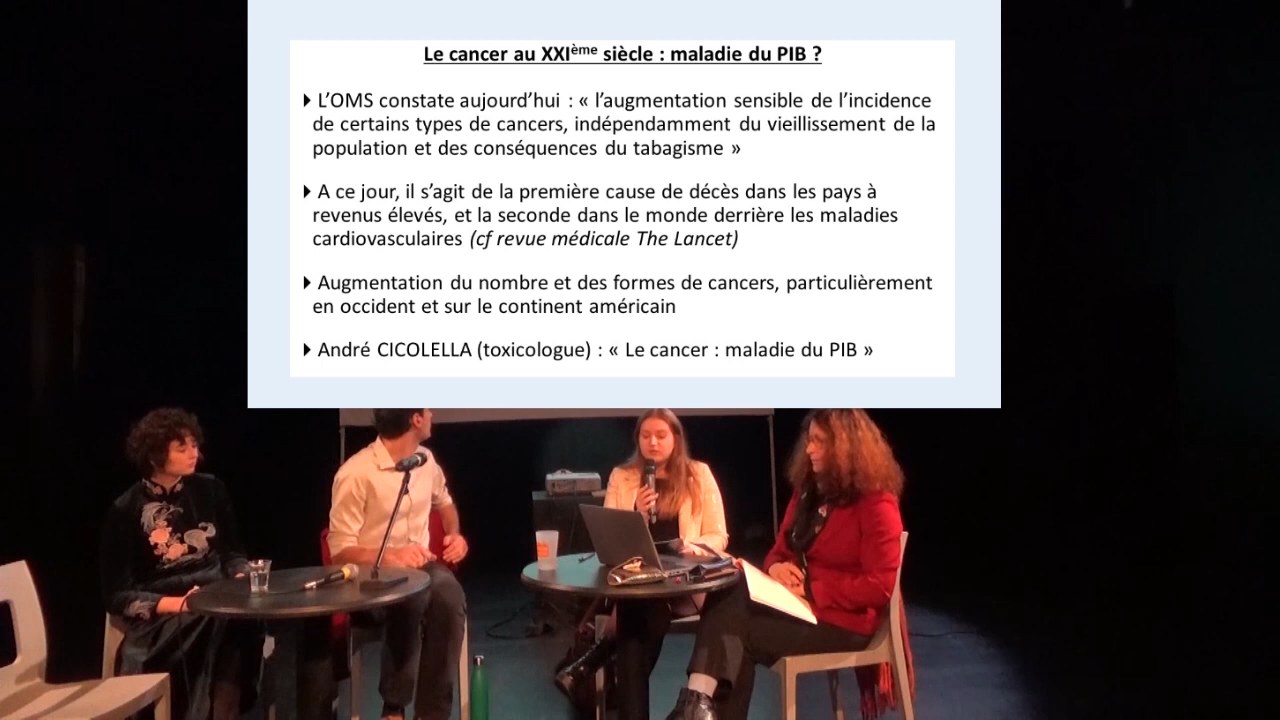 Le cancer au XXIème siècle : maladie du PIB ?
L'OMS constate aujourd'hui : « l'augmentation sensible de l'incidence
de certains types de cancers, indépendamment du vieillissement de la
population et des conséquences du tabagisme »
A ce jour, il s'agit de la première cause de décès dans les pays à
revenus élevés, et la seconde dans le monde derrière les maladies
cardiovasculaires (cf revue médicale The Lancet)
Augmentation du nombre et des formes de cancers, particulièrement
en occident et sur le continent américain
André CICOLELLA (toxicologue) : « Le cancer : maladie du PIB »